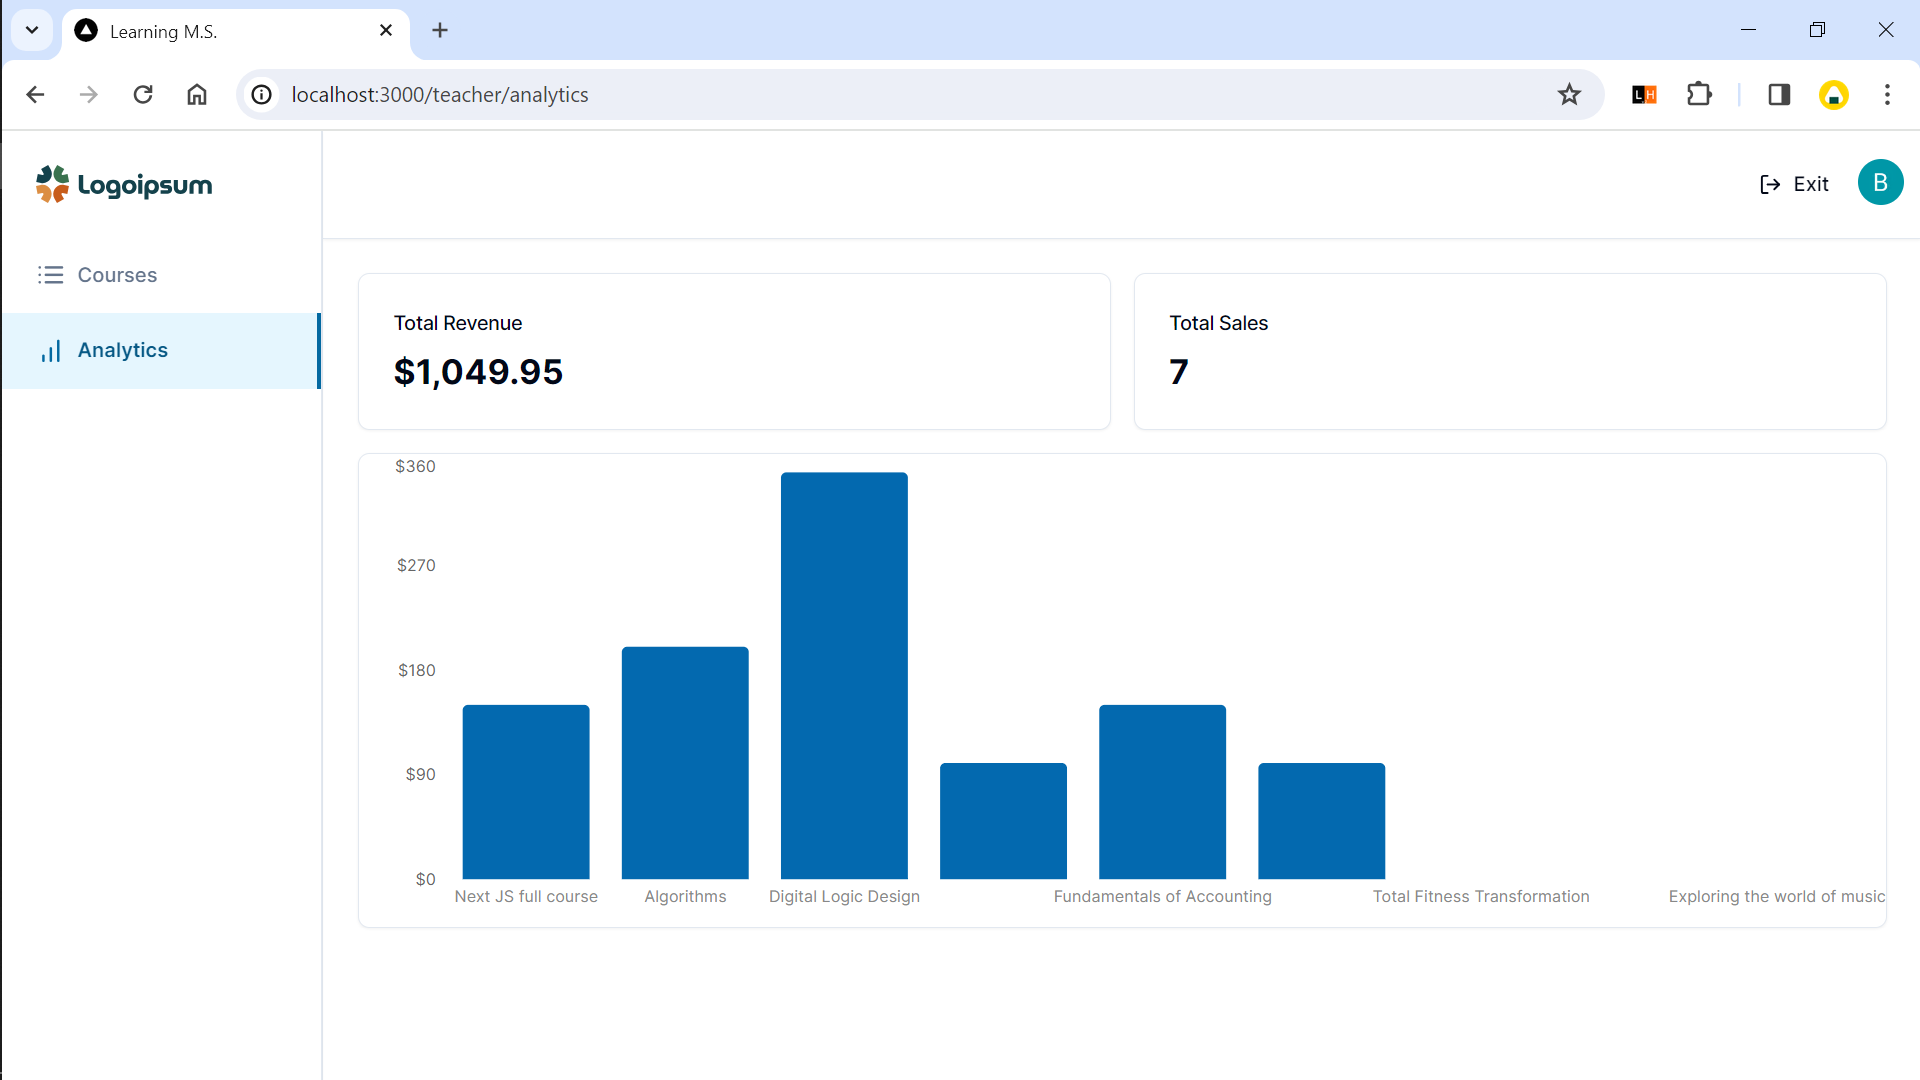 Learning M.S.
localhost:3000/teacher/analytics
LH
Logoipsum
Exit
B
Courses
Analytics
Total Revenue
$1,049.95
Total Sales
7
$360
$270
$180
$90
$0
Next JS full course
Algorithms
Digital Logic Design
Fundamentals of Accounting
Total Fitness Transformation
Exploring the world of music